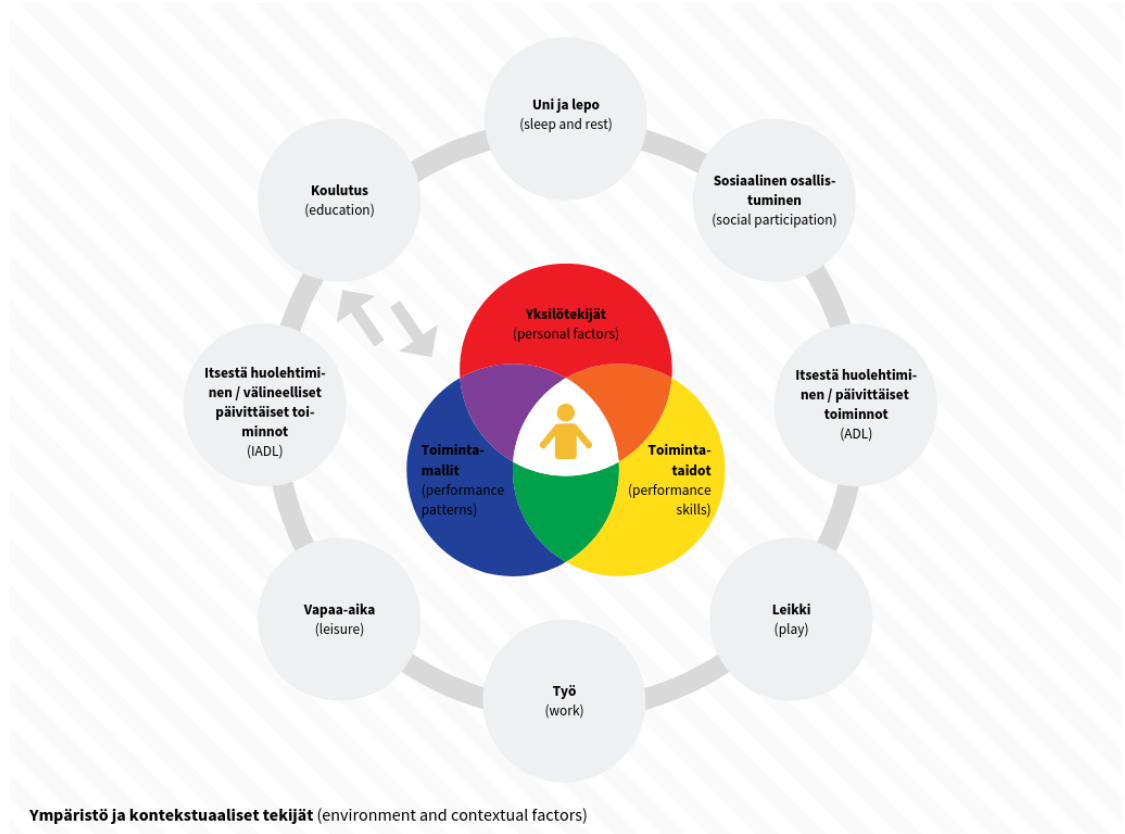 Uni ja lepo
(sleep and rest)
Sosiaalinen osallis-
tuminen
(social participation)
Koulutus
(education)
Yksilötekijät
(personal factors)
Itsestä huolehtimi-
nen / välineelliset
päivittäiset toi-
minnot
(IADL)
Itsestä huolehtimi-
nen / päivittäiset
toiminnot
(ADL)
Toiminta-
mallit
(performance
patterns)
Toiminta-
taidot
(performance
skills)
Vapaa-aika
(leisure)
Leikki
(play)
Työ
(work)
Ympäristö ja kontekstuaaliset tekijät (environment and contextual factors)